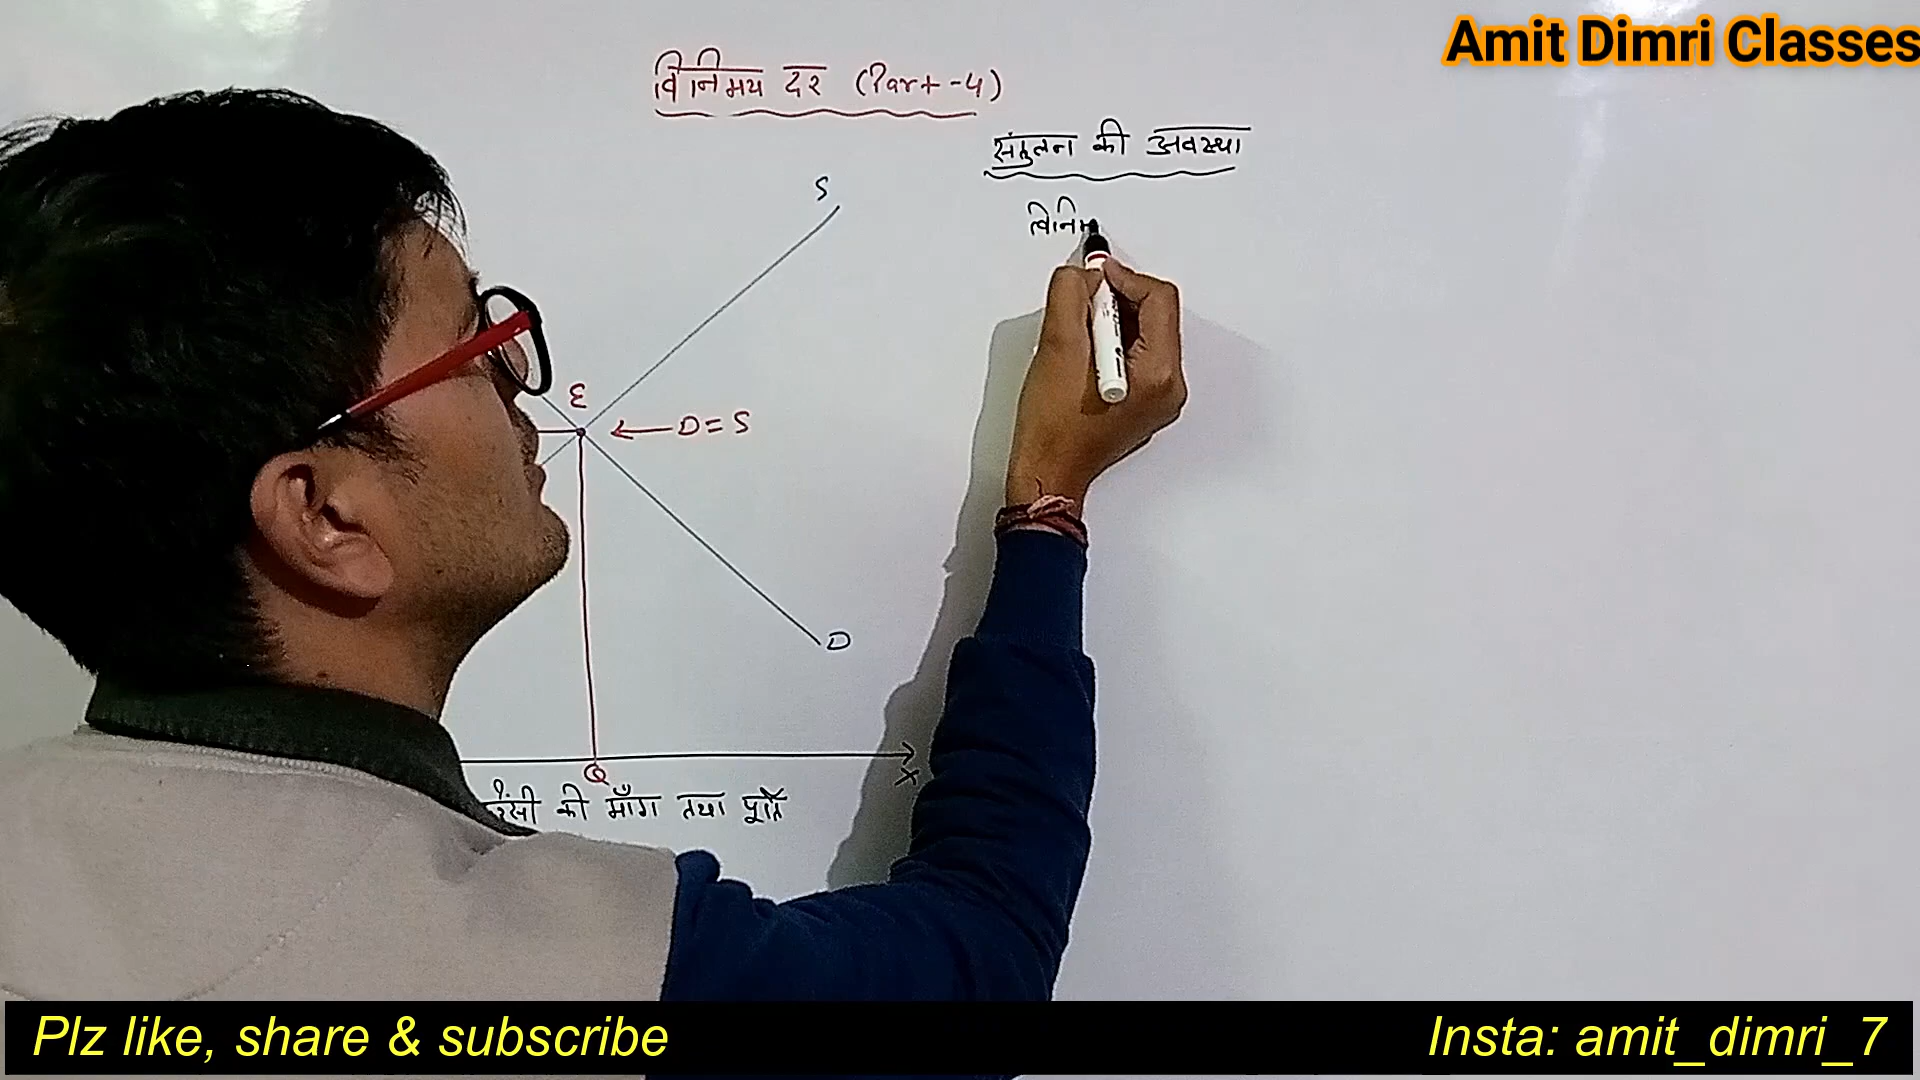 Amit Dimri Classes
विनिमय दर (Part-4)
संतुलन की अवस्था
S
विनिम
E
D=S
D
Q
X
की माँग तथा पूर्ति
Plz like, share & subscribe
Insta: amit_dimri_7